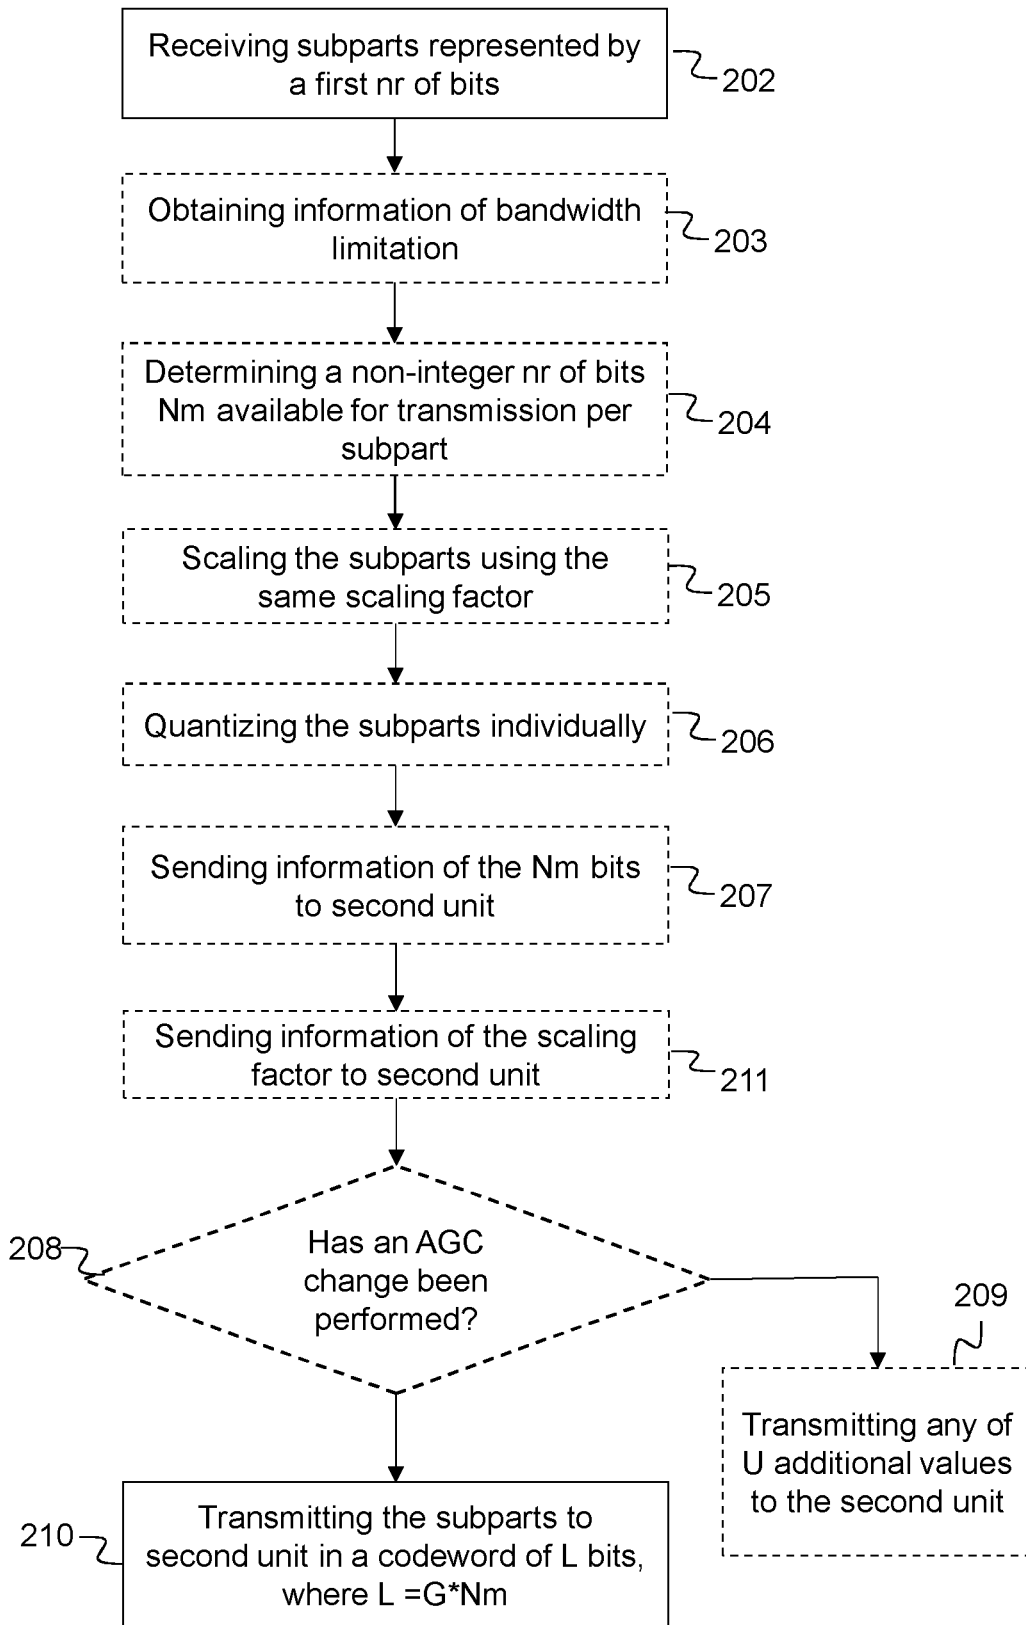 Receiving subparts represented by
a first nr of bits
202
Obtaining information of bandwidth
limitation
203
Determining a non-integer nr of bits
Nm available for transmission per
subpart
204
Scaling the subparts using the
same scaling factor
205
Quantizing the subparts individually
206
Sending information of the Nm bits
to second unit
207
Sending information of the scaling
factor to second unit
211
208
Has an AGC
change been
performed?
209
Transmitting any of
U additional values
to the second unit
210
Transmitting the subparts to
second unit in a codeword of L bits,
where L =G*Nm